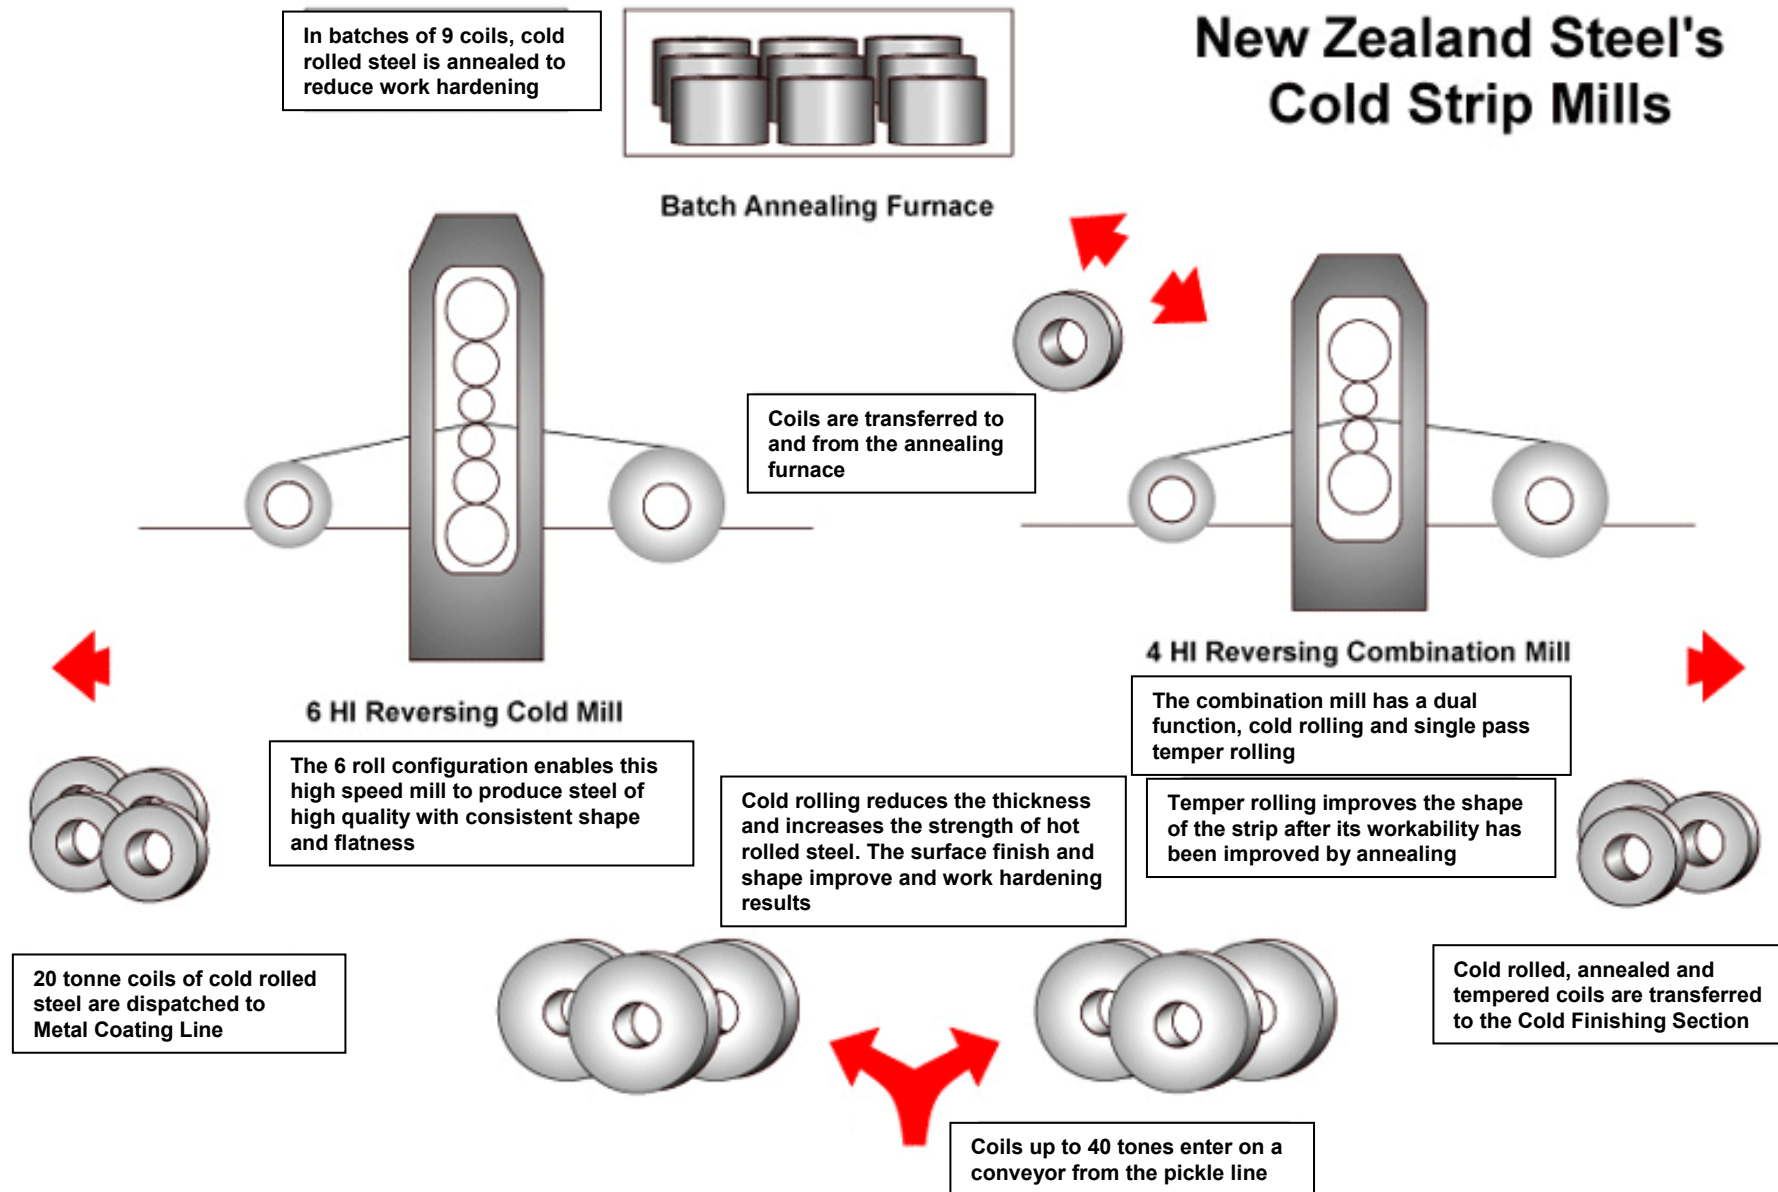 In batches of 9 coils, cold
rolled steel is annealed to
reduce work hardening
New Zealand Steel's
Cold Strip Mills
Batch Annealing Furnace
Coils are transferred to
and from the annealing
furnace
6 HI Reversing Cold Mill
The 6 roll configuration enables this
high speed mill to produce steel of
high quality with consistent shape
and flatness
4 HI Reversing Combination Mill
The combination mill has a dual
function, cold rolling and single pass
temper rolling
Temper rolling improves the shape
of the strip after its workability has
been improved by annealing
Cold rolling reduces the thickness
and increases the strength of hot
rolled steel. The surface finish and
shape improve and work hardening
results
20 tonne coils of cold rolled
steel are dispatched to
Metal Coating Line
Cold rolled, annealed and
tempered coils are transferred
to the Cold Finishing Section
Coils up to 40 tones enter on a
conveyor from the pickle line